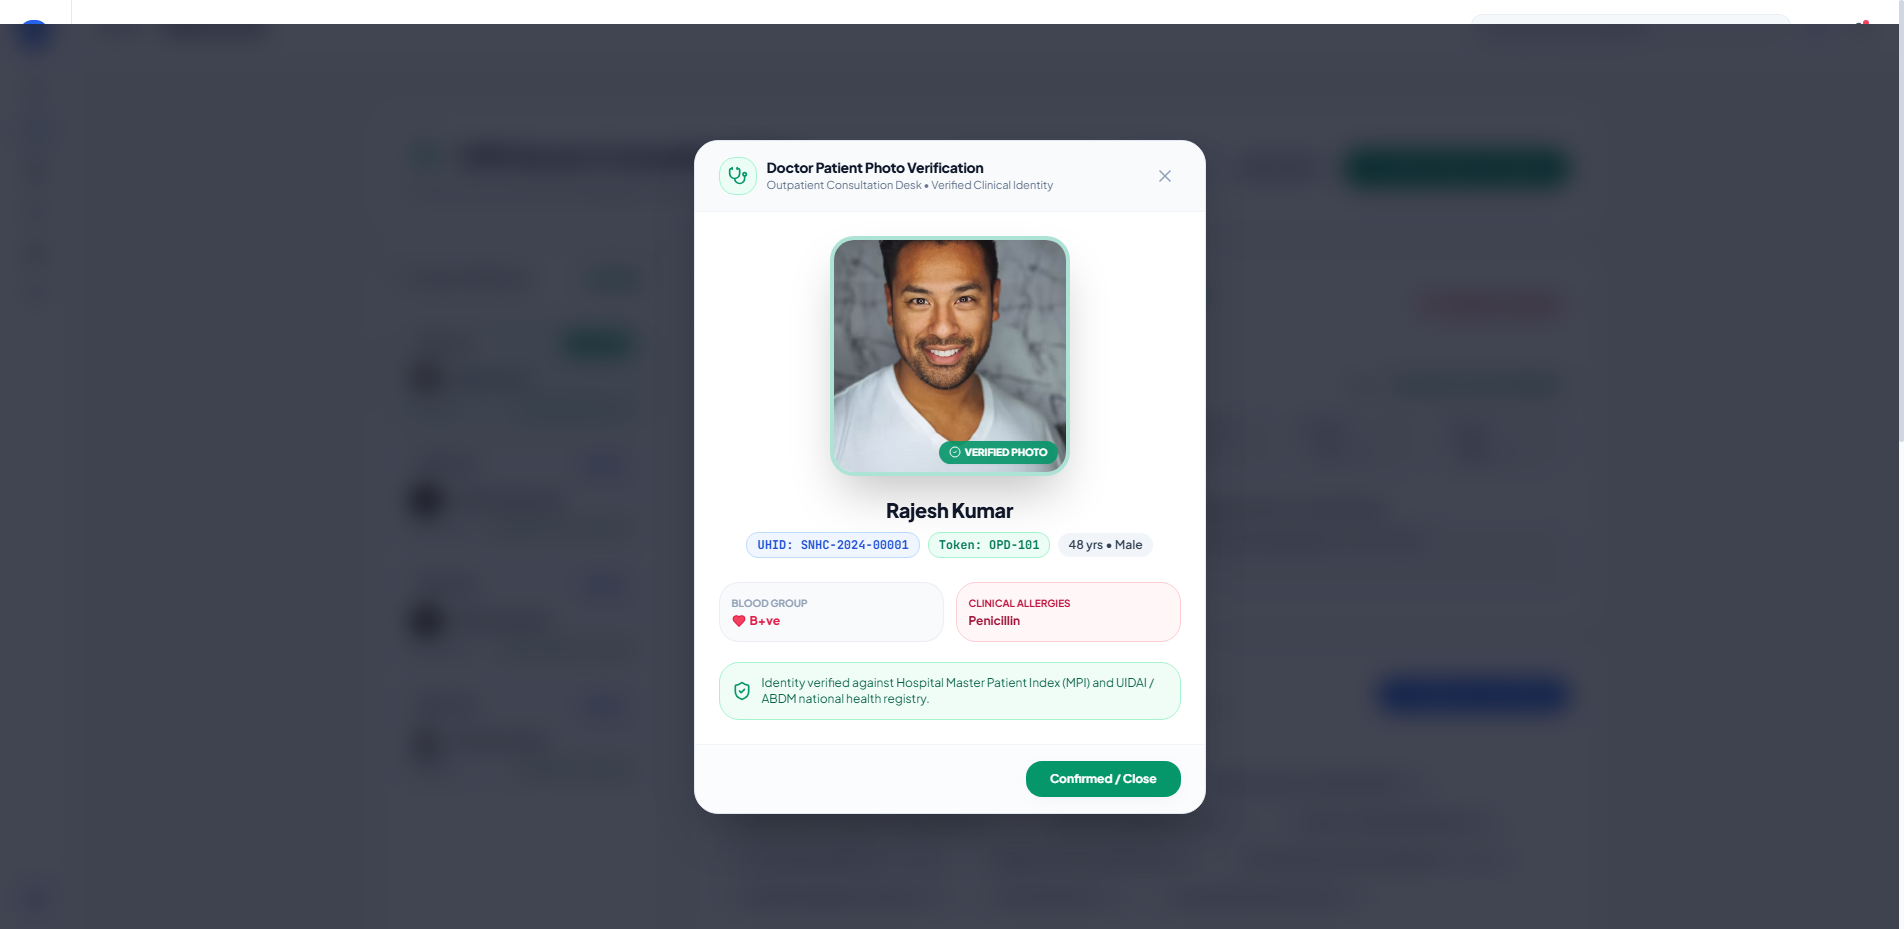 Doctor Patient Photo Verification
Outpatient Consultation Desk • Verified Clinical Identity
VERIFIED PHOTO
Rajesh Kumar
UHID: SNHC-2024-00001
Token: OPD-101
48 yrs • Male
BLOOD GROUP
B+ve
CLINICAL ALLERGIES
Penicillin
Identity verified against Hospital Master Patient Index (MPI) and UIDAI /
ABDM national health registry.
Confirmed / Close